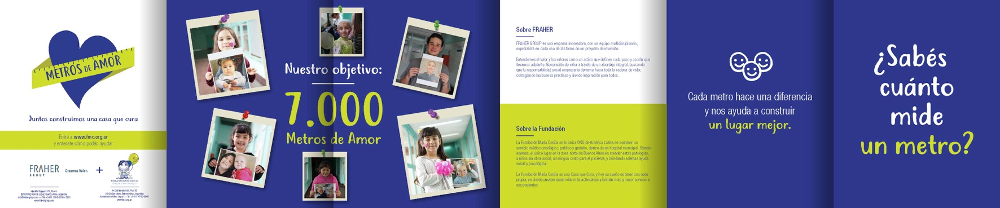 METROS DE AMOR
Juntos construimos una casa que cura
Entrá a www.fmc.org.ar
y enterate cómo podés ayudar
FRAHER
GROUP
Creamos Valor.
+
www.frahergroup.com
www.fmc.org.ar
Nuestro objetivo:
7.000
Metros de Amor
Sobre FRAHER
FRAHER GROUP es una empresa innovadora, con un equipo multidisciplinario,
especialista en cada una de las fases de un proyecto de inversión.
Entendemos el valor y los valores como un activo que definen cada paso y acción que
llevamos adelante. Generación de valor a través de un abordaje integral, buscando
que la responsabilidad social empresaria derrame hacia toda la cadena de valor,
contagiando las buenas prácticas y siendo inspiración para todos.
Sobre la Fundación
La Fundación María Cecilia es la única ONG de América Latina en sostener un
servicio médico oncológico, público y gratuito, dentro de un hospital municipal. Siendo
además, el único lugar en la zona norte de Buenos Aires en atender estas patologías,
a niños sin obra social, sin ningún costo para el paciente, y brindando además ayuda
social y psicológica.
La Fundación María Cecilia es una Casa que Cura, y hoy su sueño es tener una sede
propia, en donde puedan desarrollar más actividades y brindar más y mejor servicio a
sus pacientes.
Cada metro hace una diferencia
y nos ayuda a construir
un lugar mejor.
¿Sabés
cuánto
mide
un metro?